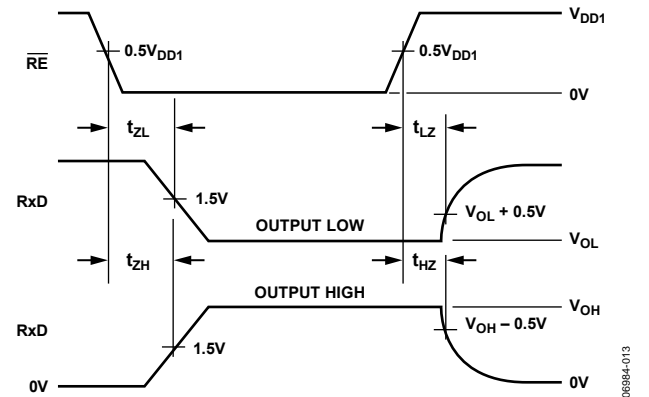 V_DD1
0.5V_DD1
0.5V_DD1
RE
0V
t_ZL
t_LZ
RxD
1.5V
V_OL + 0.5V
OUTPUT LOW
V_OL
t_ZH
t_HZ
OUTPUT HIGH
V_OH
RxD
V_OH – 0.5V
1.5V
0V
0V
06984-013